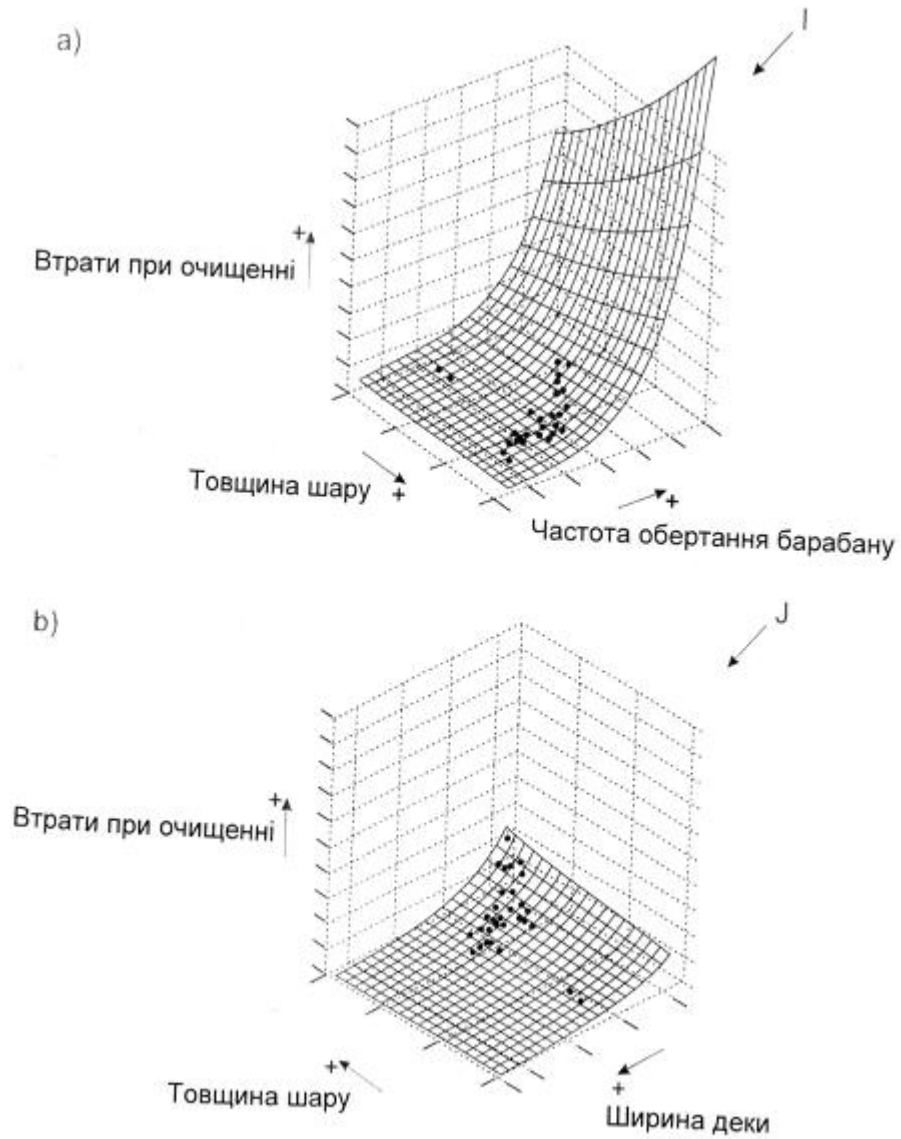 a)
I
+
Втрати при очищенні
Товщина шару
+
+
Частота обертання барабану
b)
J
+
Втрати при очищенні
+
Товщина шару
+
Ширина деки